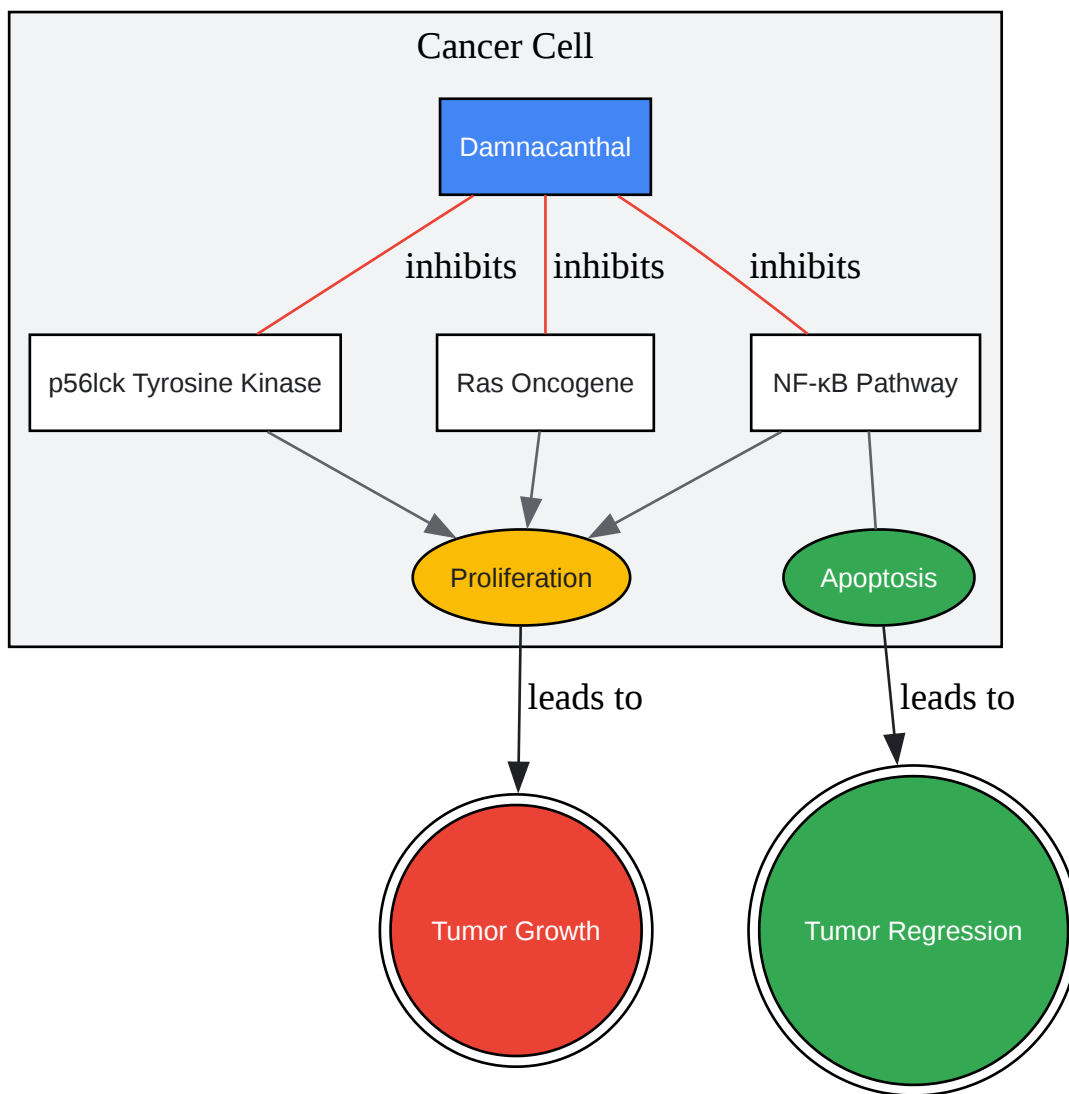 Cancer Cell
Damnacanthal
inhibits
inhibits
inhibits
p56lck Tyrosine Kinase
Ras Oncogene
NF-κB Pathway
Proliferation
Apoptosis
leads to
leads to
Tumor Growth
Tumor Regression